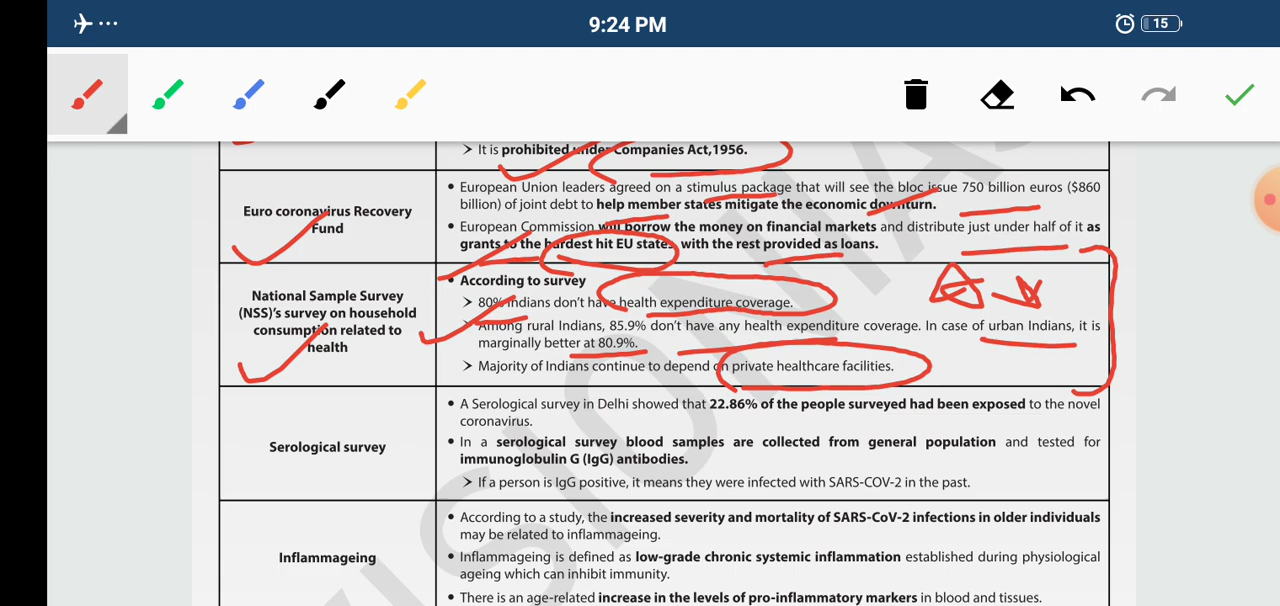 9:24 PM
15
➤ It is prohibited under Companies Act,1956.
Euro coronavirus Recovery
Fund
• European Union leaders agreed on a stimulus package that will see the bloc issue 750 billion euros ($860
billion) of joint debt to help member states mitigate the economic downturn.
• European Commission will borrow the money on financial markets and distribute just under half of it as
grants to the hardest hit EU states, with the rest provided as loans.
National Sample Survey
(NSS)'s survey on household
consumption related to
health
• According to survey
➤ 80% Indians don't have health expenditure coverage.
➤ Among rural Indians, 85.9% don't have any health expenditure coverage. In case of urban Indians, it is
marginally better at 80.9%.
➤ Majority of Indians continue to depend on private healthcare facilities.
Serological survey
• A Serological survey in Delhi showed that 22.86% of the people surveyed had been exposed to the novel
coronavirus.
• In a serological survey blood samples are collected from general population and tested for
immunoglobulin G (IgG) antibodies.
➤ If a person is IgG positive, it means they were infected with SARS-COV-2 in the past.
Inflammageing
• According to a study, the increased severity and mortality of SARS-CoV-2 infections in older individuals
may be related to inflammageing.
• Inflammageing is defined as low-grade chronic systemic inflammation established during physiological
ageing which can inhibit immunity.
• There is an age-related increase in the levels of pro-inflammatory markers in blood and tissues.